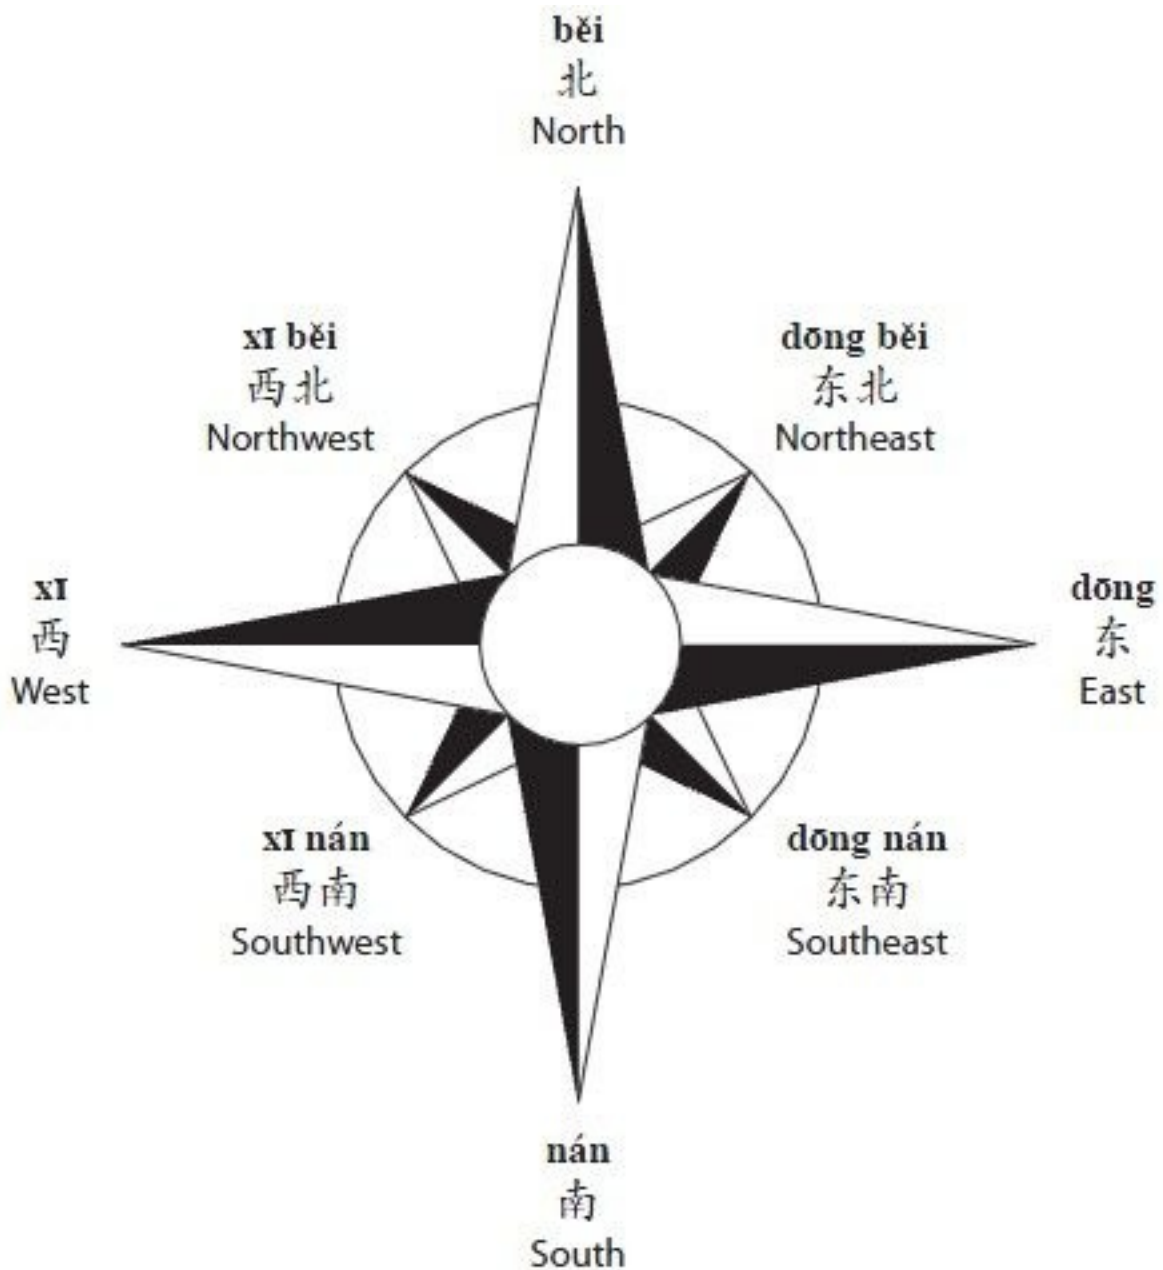 běi
北
North
xī běi
西北
Northwest
dōng běi
东北
Northeast
xī
西
West
dōng
东
East
xī nán
西南
Southwest
dōng nán
东南
Southeast
nán
南
South